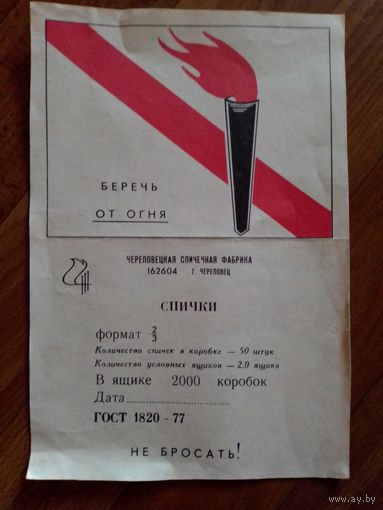 БЕРЕЧЬ
ОТ ОГНЯ
ЧЕРЕПОВЕЦКАЯ СПИЧЕЧНАЯ ФАБРИКА
162604 Г. ЧЕРЕПОВЕЦ
СПИЧКИ
формат 2/3
Количество спичек в коробке — 50 штук
Количество условных ящиков — 2,0 ящика
В ящике 2000 коробок
Дата..............................
ГОСТ 1820 - 77
НЕ БРОСАТЬ!
www.ay.by